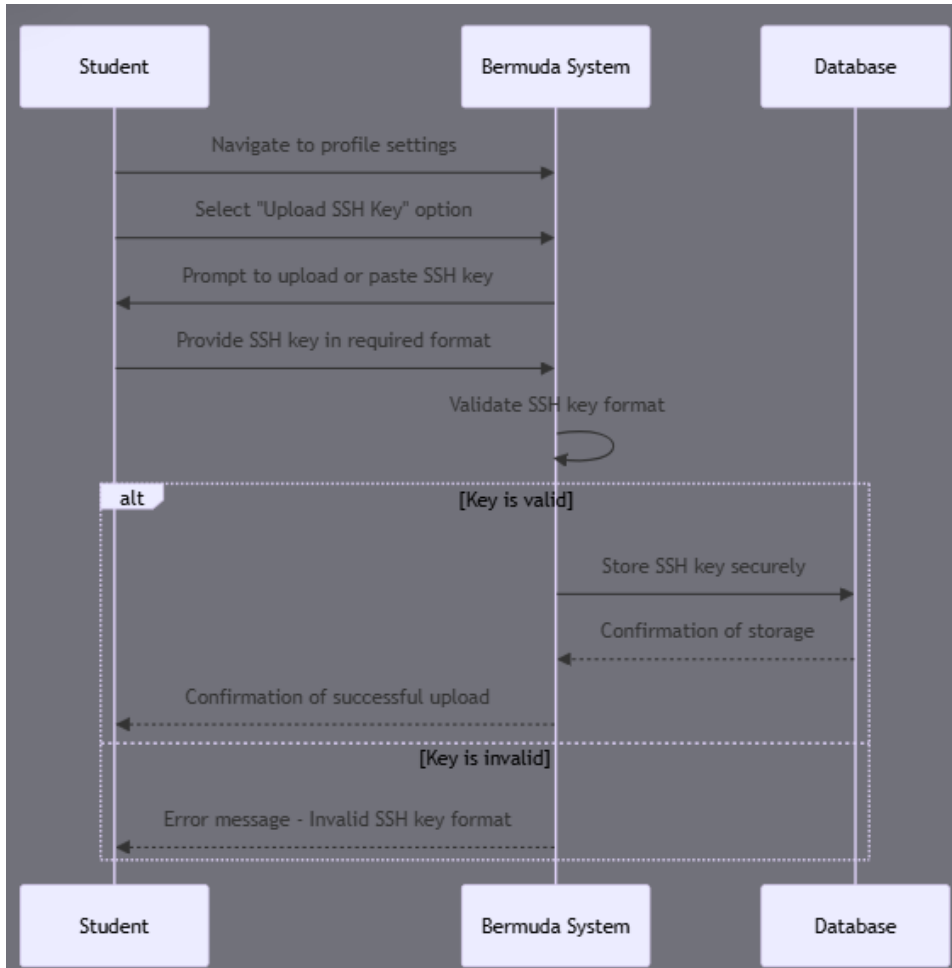 Student
Bermuda System
Database
Navigate to profile settings
Select "Upload SSH Key" option
Prompt to upload or paste SSH key
Provide SSH key in required format
Validate SSH key format
alt
[Key is valid]
Store SSH key securely
Confirmation of storage
Confirmation of successful upload
[Key is invalid]
Error message - Invalid SSH key format
Student
Bermuda System
Database